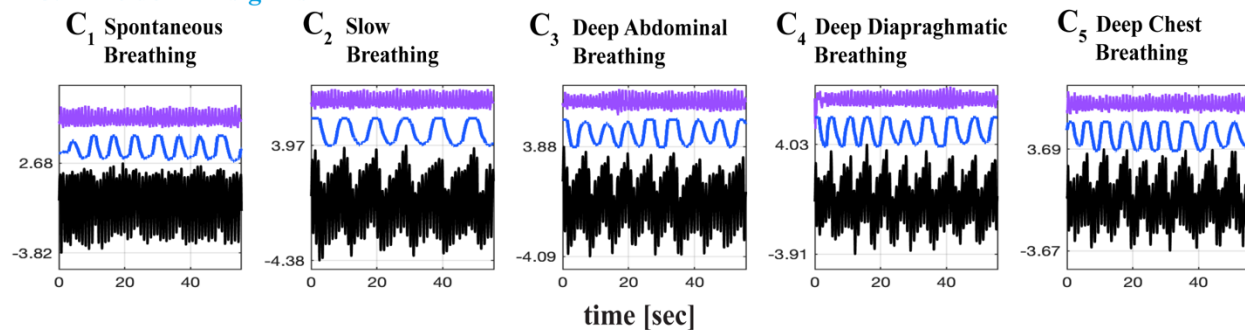 C1 Spontaneous Breathing
C2 Slow Breathing
C3 Deep Abdominal Breathing
C4 Deep Diapraghmatic Breathing
C5 Deep Chest Breathing
2.68
-3.82
0 20 40
3.97
-4.38
0 20 40
3.88
-4.09
0 20 40
4.03
-3.91
0 20 40
3.69
-3.67
0 20 40
time [sec]